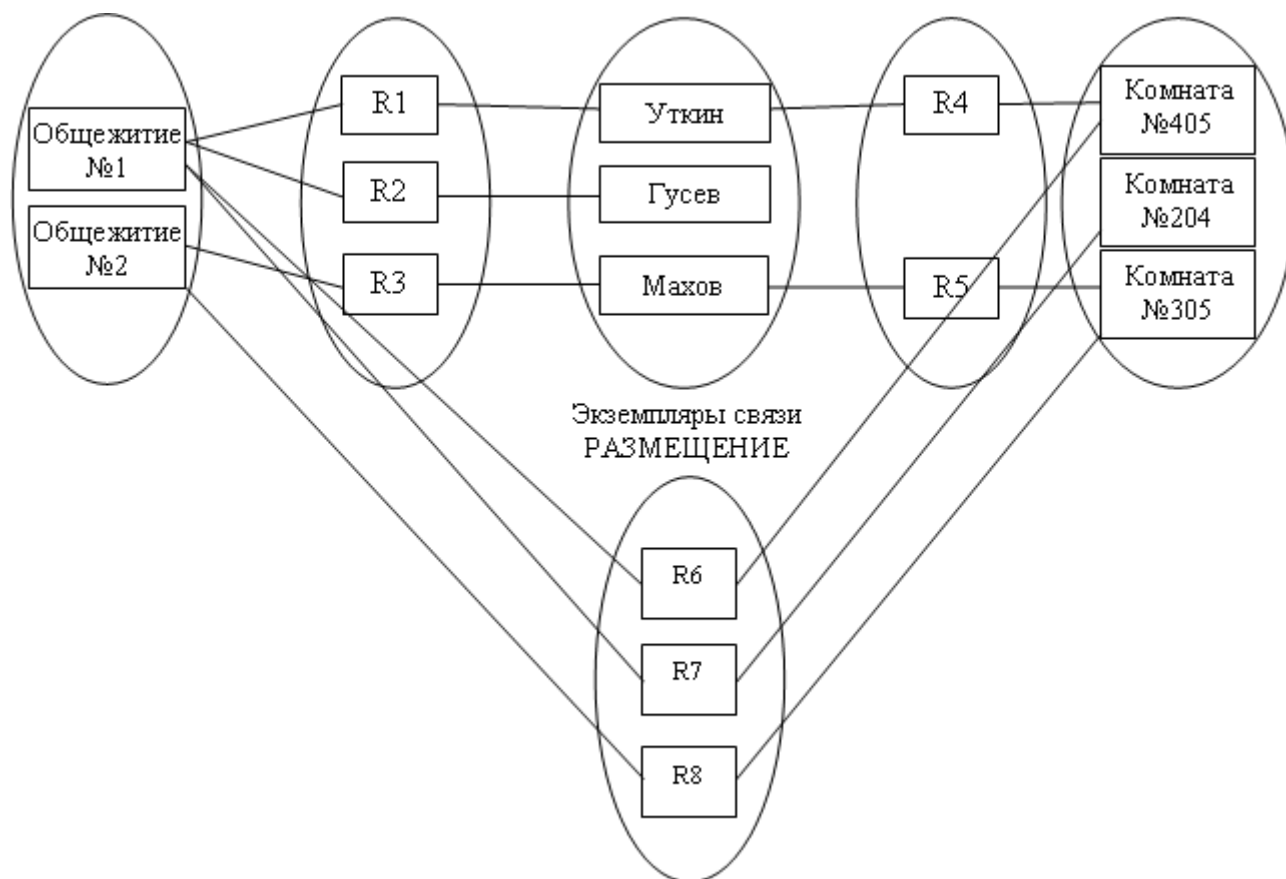 Общежитие
№1
Общежитие
№2
R1
R2
R3
Уткин
Гусев
Махов
R4
R5
Комната
№405
Комната
№204
Комната
№305
Экземпляры связи
РАЗМЕЩЕНИЕ
R6
R7
R8